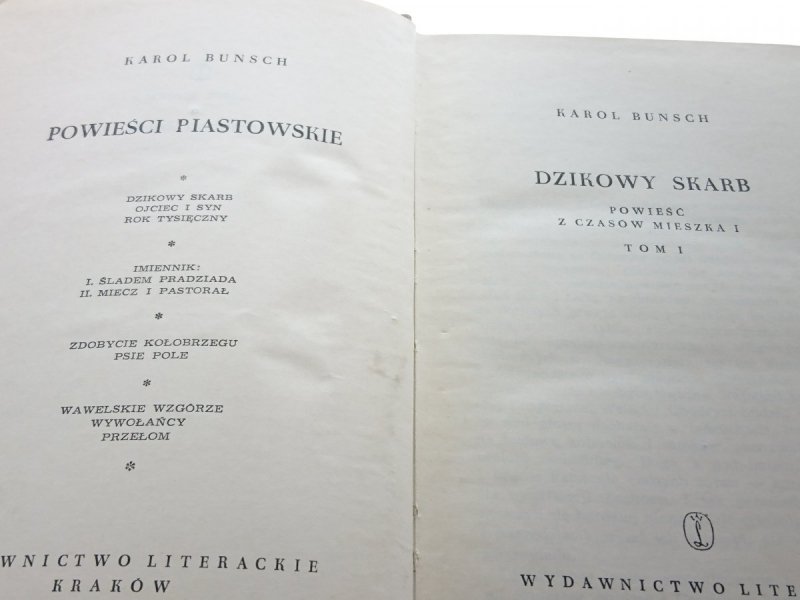 KAROL BUNSCH
POWIEŚCI PIASTOWSKIE
*
DZIKOWY SKARB
OJCIEC I SYN
ROK TYSIĘCZNY
*
IMIENNIK:
I. ŚLADEM PRADZIADA
II. MIECZ I PASTORAŁ
*
ZDOBYCIE KOŁOBRZEGU
PSIE POLE
*
WAWELSKIE WZGÓRZE
WYWOŁAŃCY
PRZEŁOM
*
WNICTWO LITERACKIE
KRAKÓW
KAROL BUNSCH
DZIKOWY SKARB
POWIEŚĆ
Z CZASÓW MIESZKA I
TOM I
WL
WYDAWNICTWO LITE